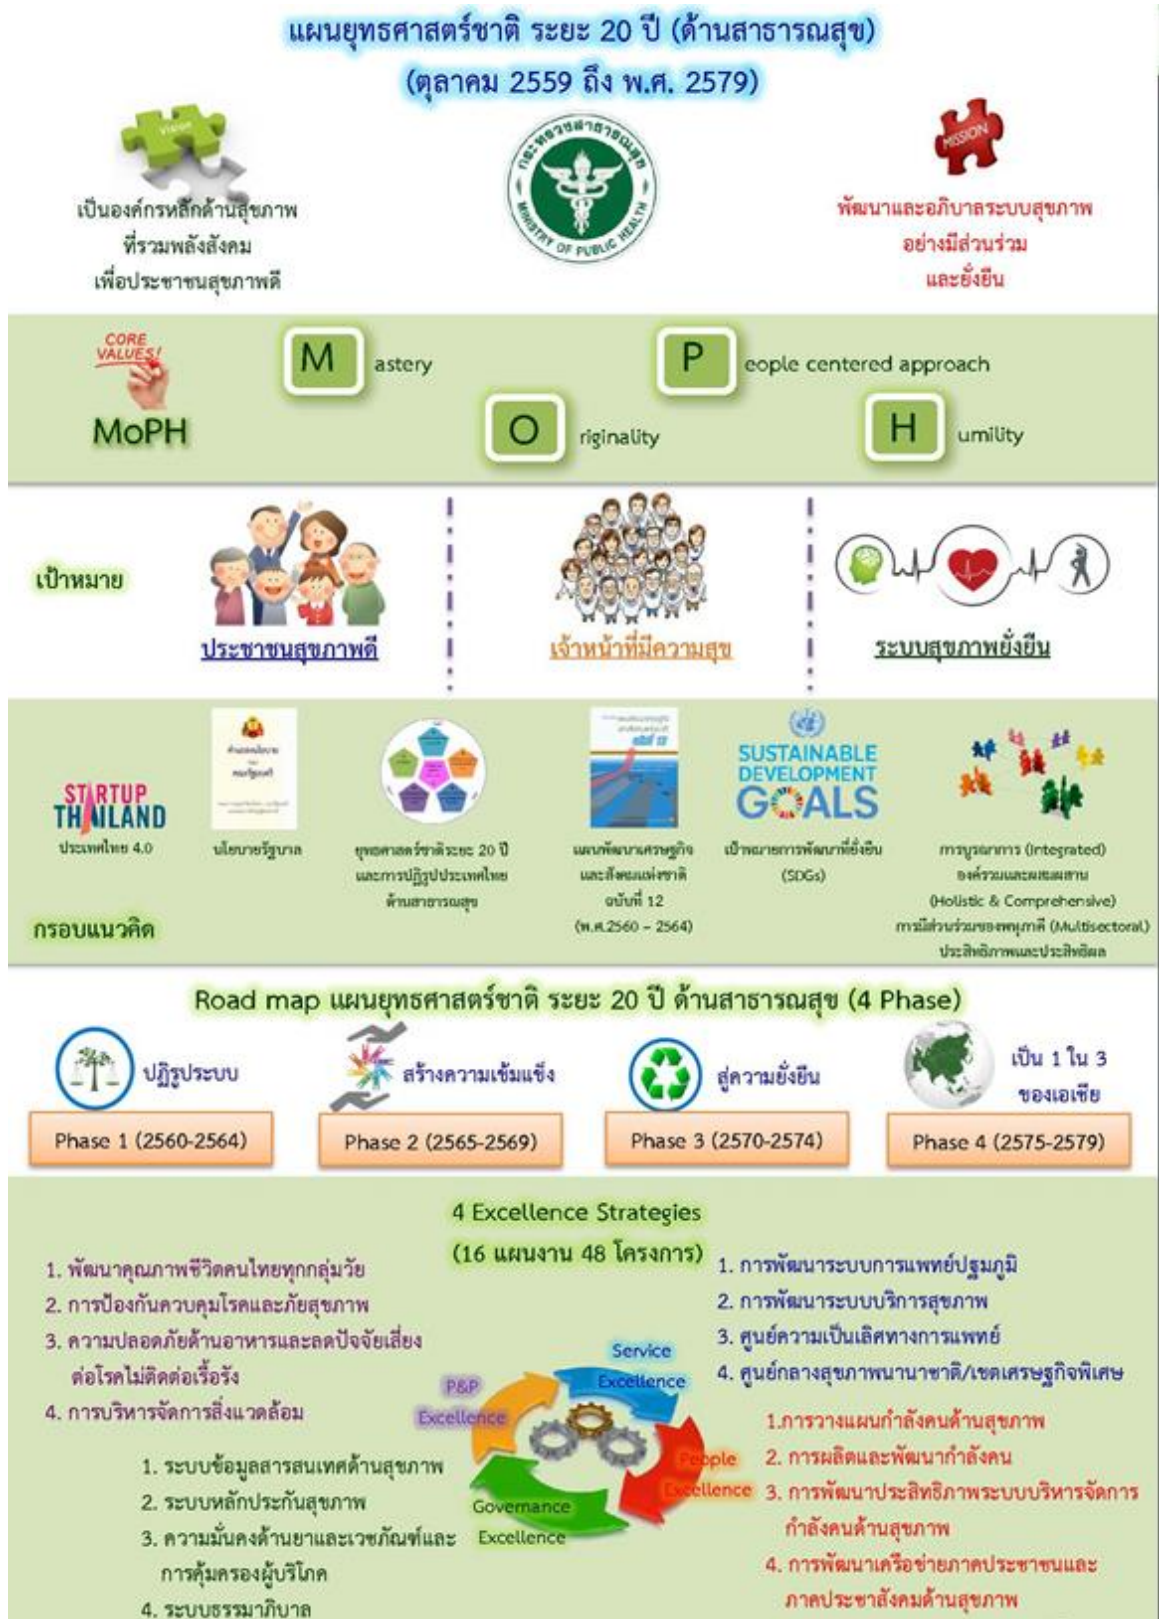 แผนยุทธศาสตร์ชาติ ระยะ 20 ปี (ด้านสาธารณสุข)
(ตุลาคม 2559 ถึง พ.ศ. 2579)
Vision
เป็นองค์กรหลักด้านสุขภาพ
ที่รวมพลังสังคม
เพื่อประชาชนสุขภาพดี
กระทรวงสาธารณสุข
MINISTRY OF PUBLIC HEALTH
MISSION
พัฒนาและอภิบาลระบบสุขภาพ
อย่างมีส่วนร่วม
และยั่งยืน
CORE
VALUES!
MoPH
M astery
O riginality
P eople centered approach
H umility
เป้าหมาย
ประชาชนสุขภาพดี
เจ้าหน้าที่มีความสุข
ระบบสุขภาพยั่งยืน
กรอบแนวคิด
STARTUP
THAILAND
ประเทศไทย 4.0
นโยบายรัฐบาล
ยุทธศาสตร์ชาติระยะ 20 ปี
และการปฏิรูปประเทศไทย
ด้านสาธารณสุข
แผนพัฒนาเศรษฐกิจ
และสังคมแห่งชาติ
ฉบับที่ 12
(พ.ศ.2560 – 2564)
SUSTAINABLE
DEVELOPMENT
GOALS
เป้าหมายการพัฒนาที่ยั่งยืน
(SDGs)
การบูรณาการ (Integrated)
องค์รวมและผสมผสาน
(Holistic & Comprehensive)
การมีส่วนร่วมของพหุภาคี (Multisectoral)
ประสิทธิภาพและประสิทธิผล
Road map แผนยุทธศาสตร์ชาติ ระยะ 20 ปี ด้านสาธารณสุข (4 Phase)
ปฏิรูประบบ
Phase 1 (2560-2564)
สร้างความเข้มแข็ง
Phase 2 (2565-2569)
สู่ความยั่งยืน
Phase 3 (2570-2574)
เป็น 1 ใน 3
ของเอเชีย
Phase 4 (2575-2579)
4 Excellence Strategies
(16 แผนงาน 48 โครงการ)
1. พัฒนาคุณภาพชีวิตคนไทยทุกกลุ่มวัย
2. การป้องกันควบคุมโรคและภัยสุขภาพ
3. ความปลอดภัยด้านอาหารและลดปัจจัยเสี่ยง
ต่อโรคไม่ติดต่อเรื้อรัง
4. การบริหารจัดการสิ่งแวดล้อม
P&P
Excellence
1. การพัฒนาระบบการแพทย์ปฐมภูมิ
2. การพัฒนาระบบบริการสุขภาพ
3. ศูนย์ความเป็นเลิศทางการแพทย์
4. ศูนย์กลางสุขภาพนานาชาติ/เขตเศรษฐกิจพิเศษ
Service
Excellence
1.การวางแผนกำลังคนด้านสุขภาพ
2. การผลิตและพัฒนากำลังคน
3. การพัฒนาประสิทธิภาพระบบบริหารจัดการ
กำลังคนด้านสุขภาพ
4. การพัฒนาเครือข่ายภาคประชาชนและ
ภาคประชาสังคมด้านสุขภาพ
People
Excellence
1. ระบบข้อมูลสารสนเทศด้านสุขภาพ
2. ระบบหลักประกันสุขภาพ
3. ความมั่นคงด้านยาและเวชภัณฑ์และ
การคุ้มครองผู้บริโภค
4. ระบบธรรมาภิบาล
Governance
Excellence